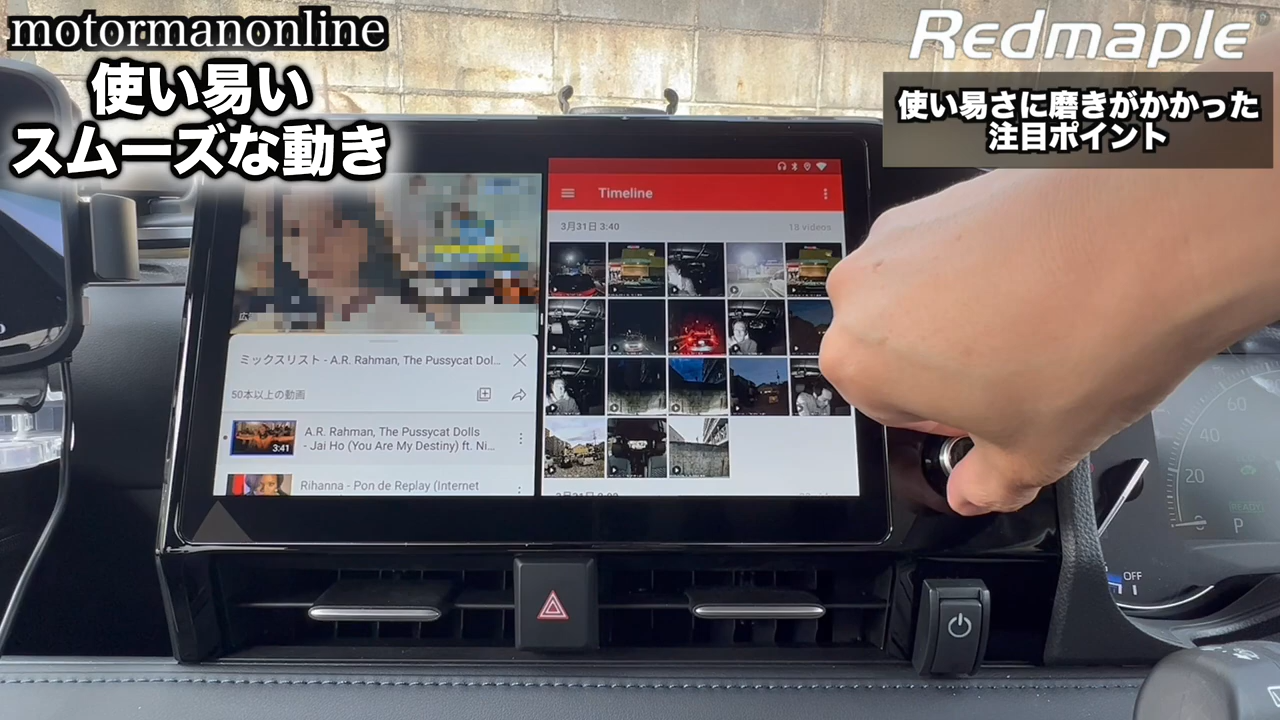 motormanonline
使い易い
スムーズな動き
Redmaple
使い易さに磨きがかかった
注目ポイント
Timeline
3月31日 3:40
18 videos
ミックスリスト - A.R. Rahman, The Pussycat Dol...
50本以上の動画
A.R. Rahman, The Pussycat Dolls
- Jai Ho (You Are My Destiny) ft. Ni...
3:41
Rihanna - Pon de Replay (Internet
60
40
20
0
READY
P
OFF